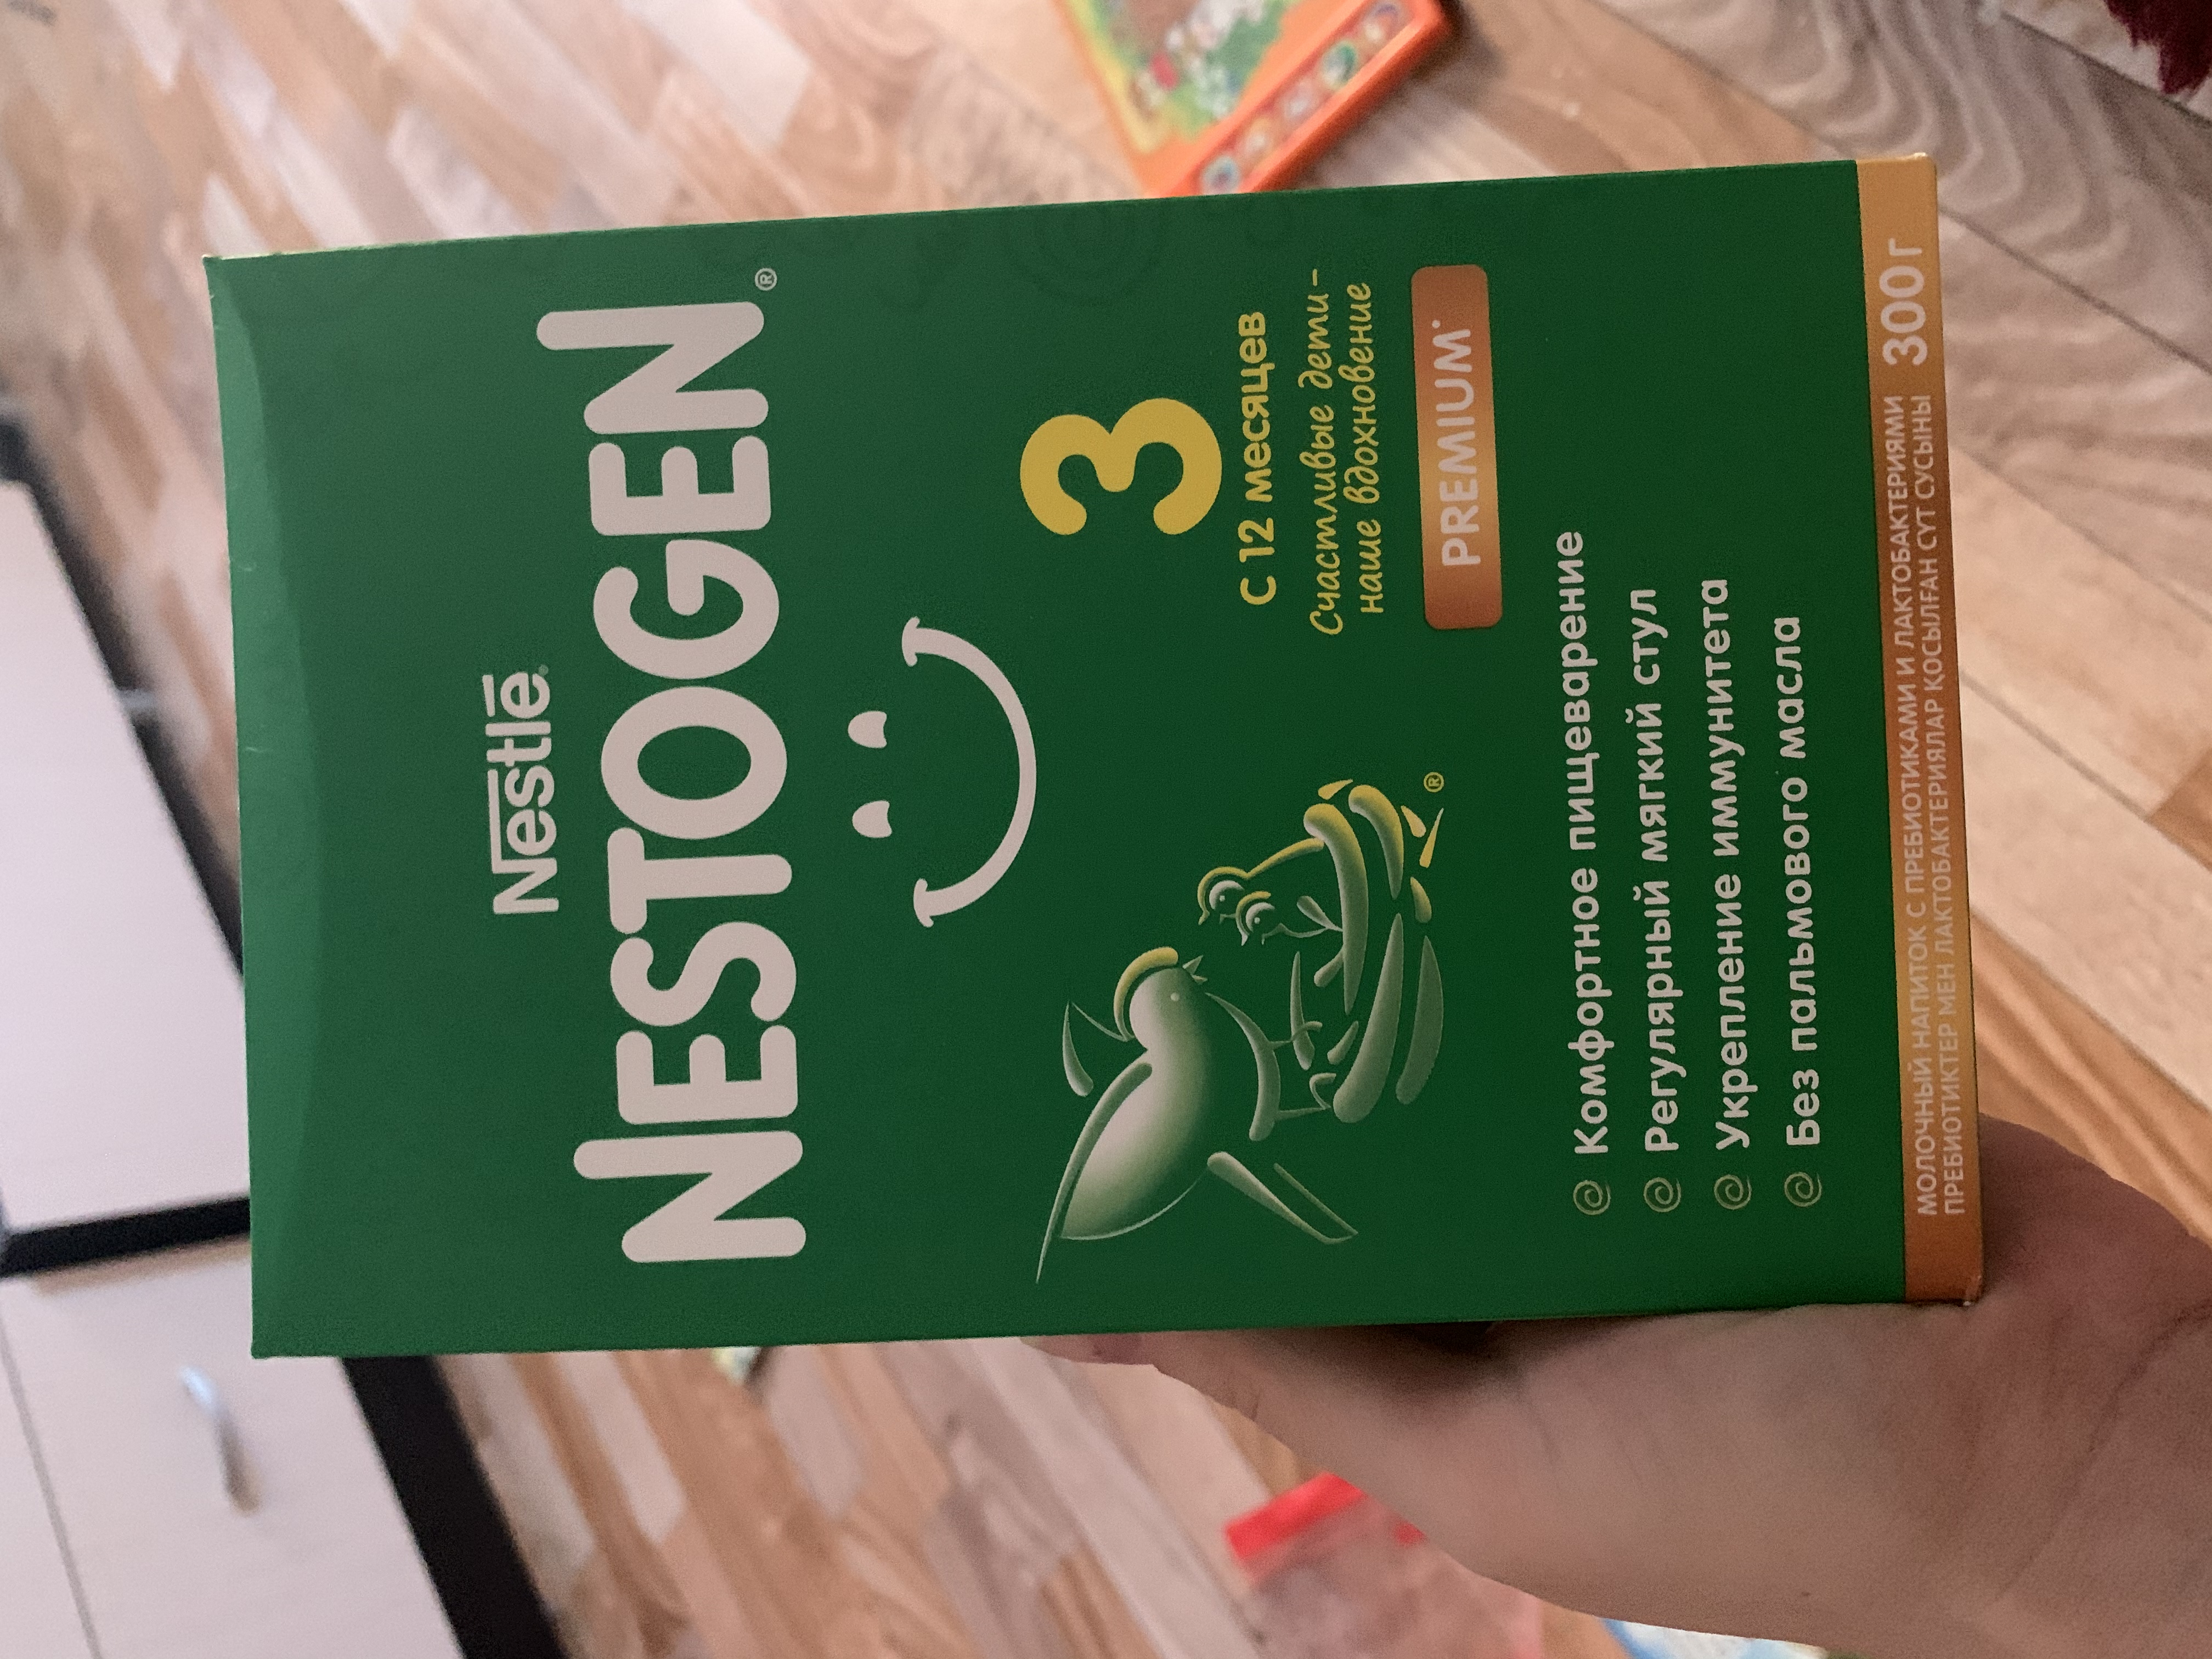 Nestlé®
NESTOGEN®
3
с 12 месяцев
Счастливые дети–
наше вдохновение
PREMIUM*
®
Комфортное пищеварение
Регулярный мягкий стул
Укрепление иммунитета
Без пальмового масла
МОЛОЧНЫЙ НАПИТОК С ПРЕБИОТИКАМИ И ЛАКТОБАКТЕРИЯМИ
ПРЕБИОТИКТЕР МЕН ЛАКТОБАКТЕРИЯЛАР ҚОСЫЛҒАН СҮТ СУСЫНЫ
300 г